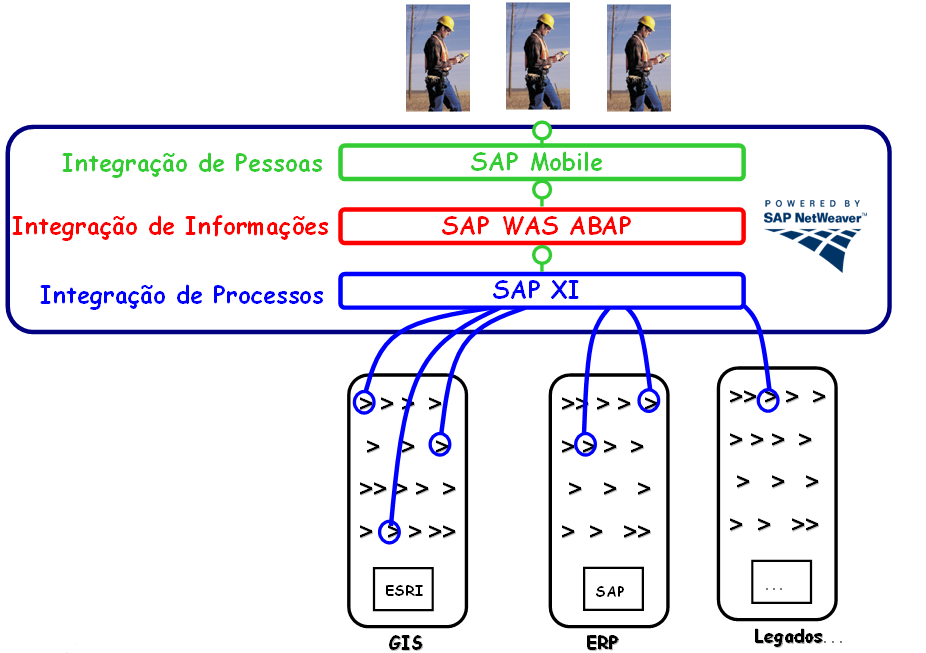 Integração de Pessoas
SAP Mobile
Integração de Informações
SAP WAS ABAP
POWERED BY
SAP NetWeaver™
Integração de Processos
SAP XI
> > > >
>> > > >
>> > > >
> > >
> >> > >
>> > > >
>> > > >
> > >
> > >
> > > >>
> > >>
> > >>
ESRI
SAP
...
GIS
ERP
Legados...